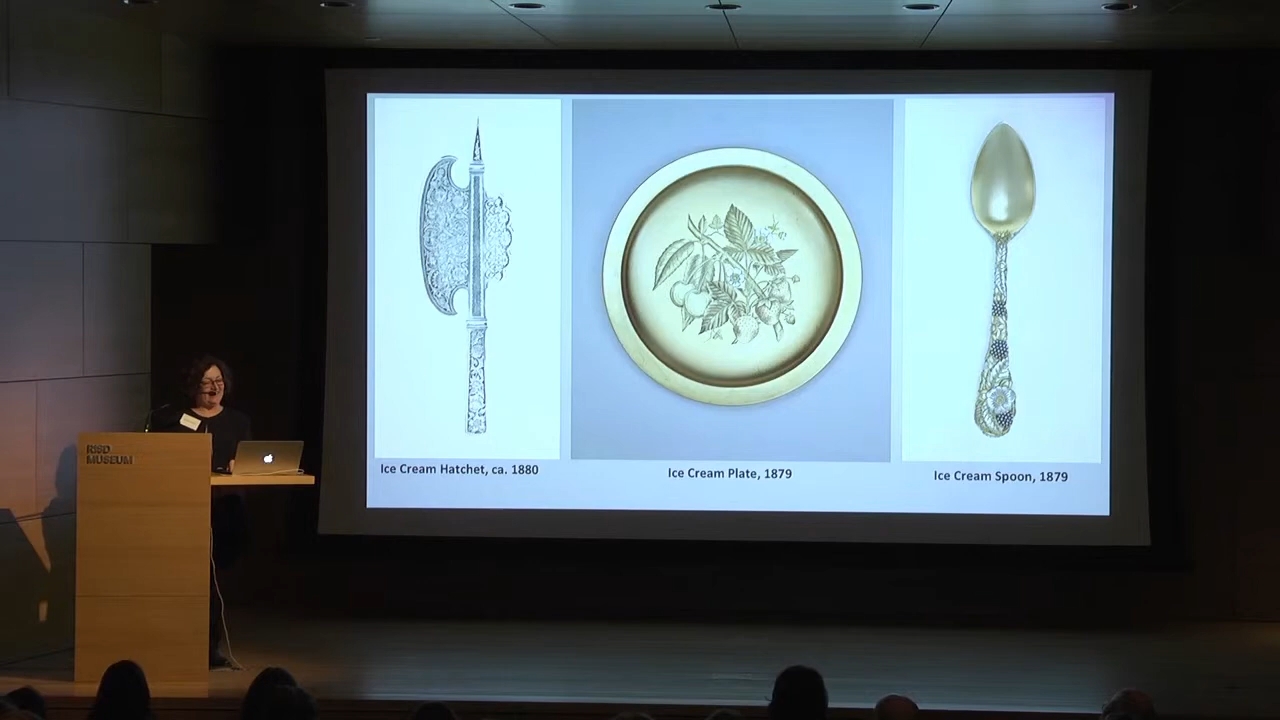 RISD
MUSEUM
Ice Cream Hatchet, ca. 1880
Ice Cream Plate, 1879
Ice Cream Spoon, 1879